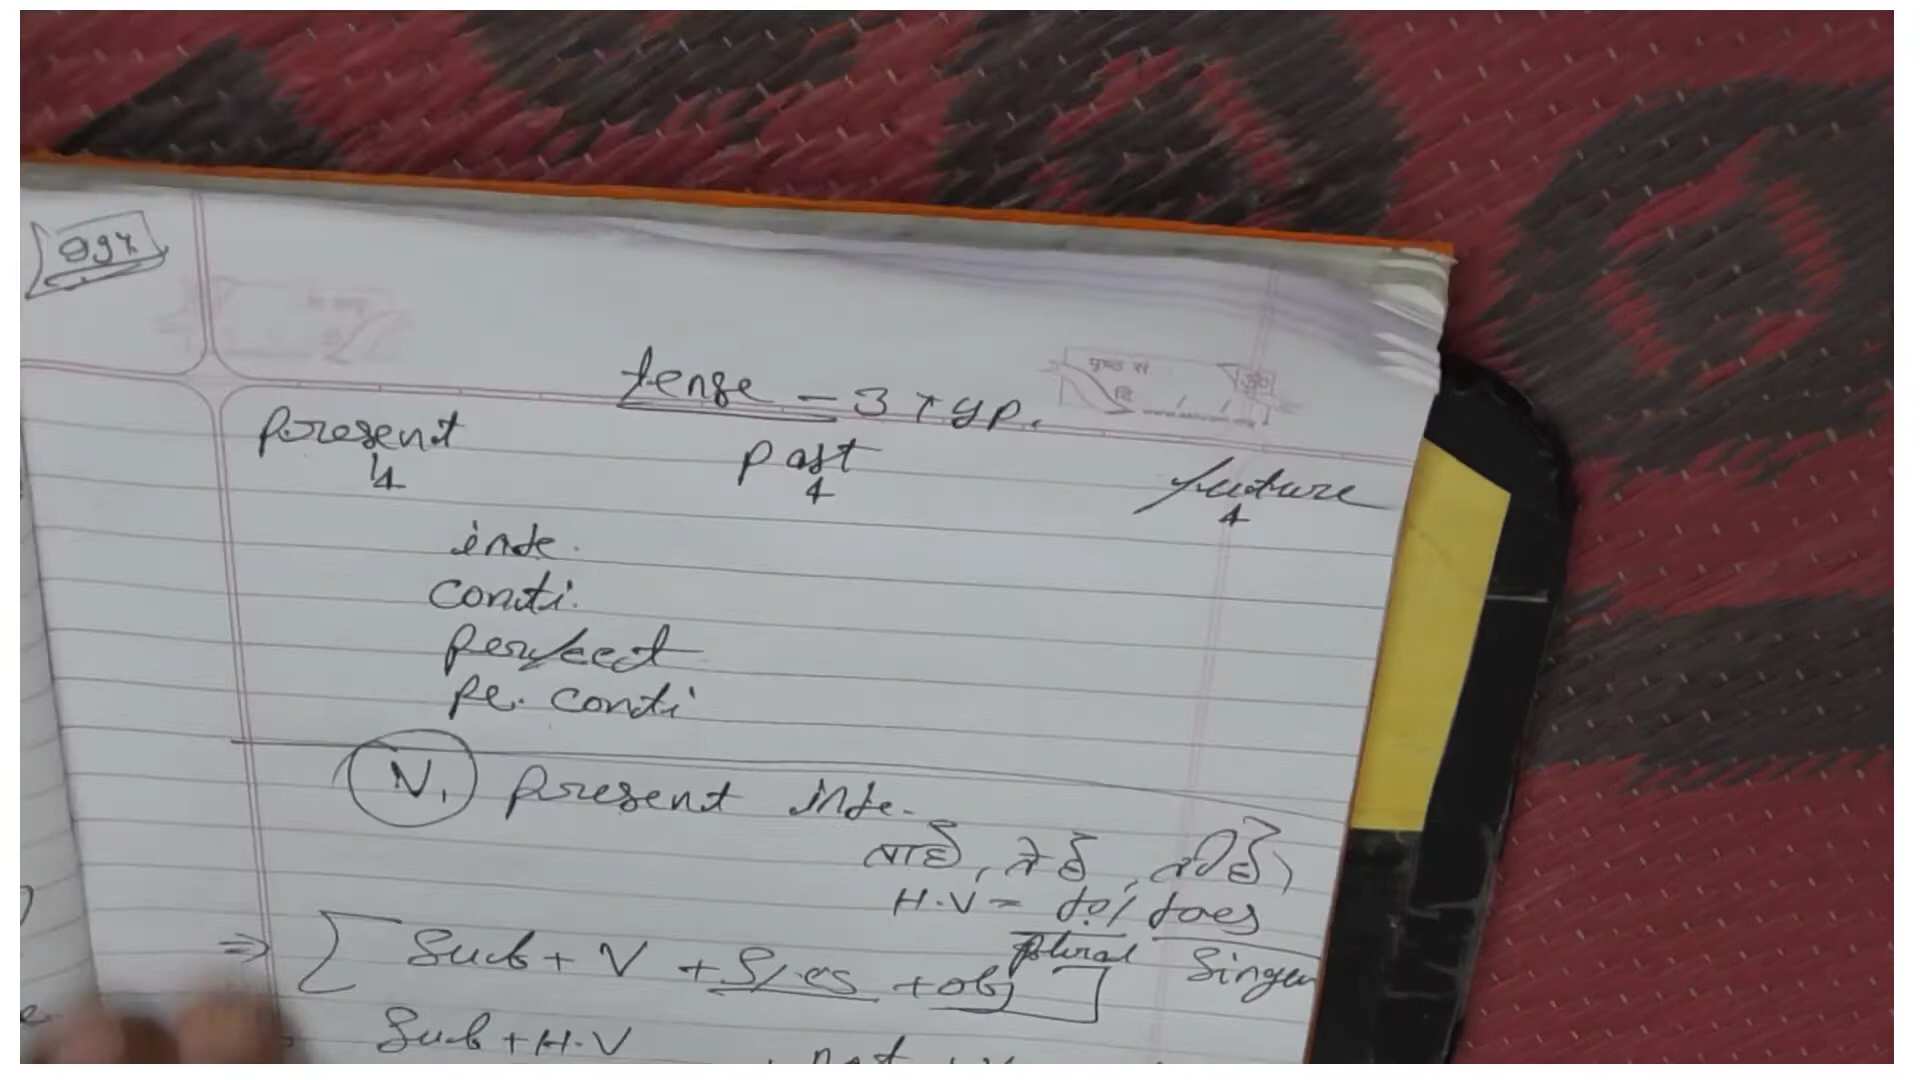 tense - 3 Typ.
Present Past future
4 4 4
inde.
Conti.
Perfect
Pe. Conti
N. Present inde.
ता है, ते है, ती है
H.V = do/does
plural
Sub + V + S/es + obj
Sub + H.V not + V